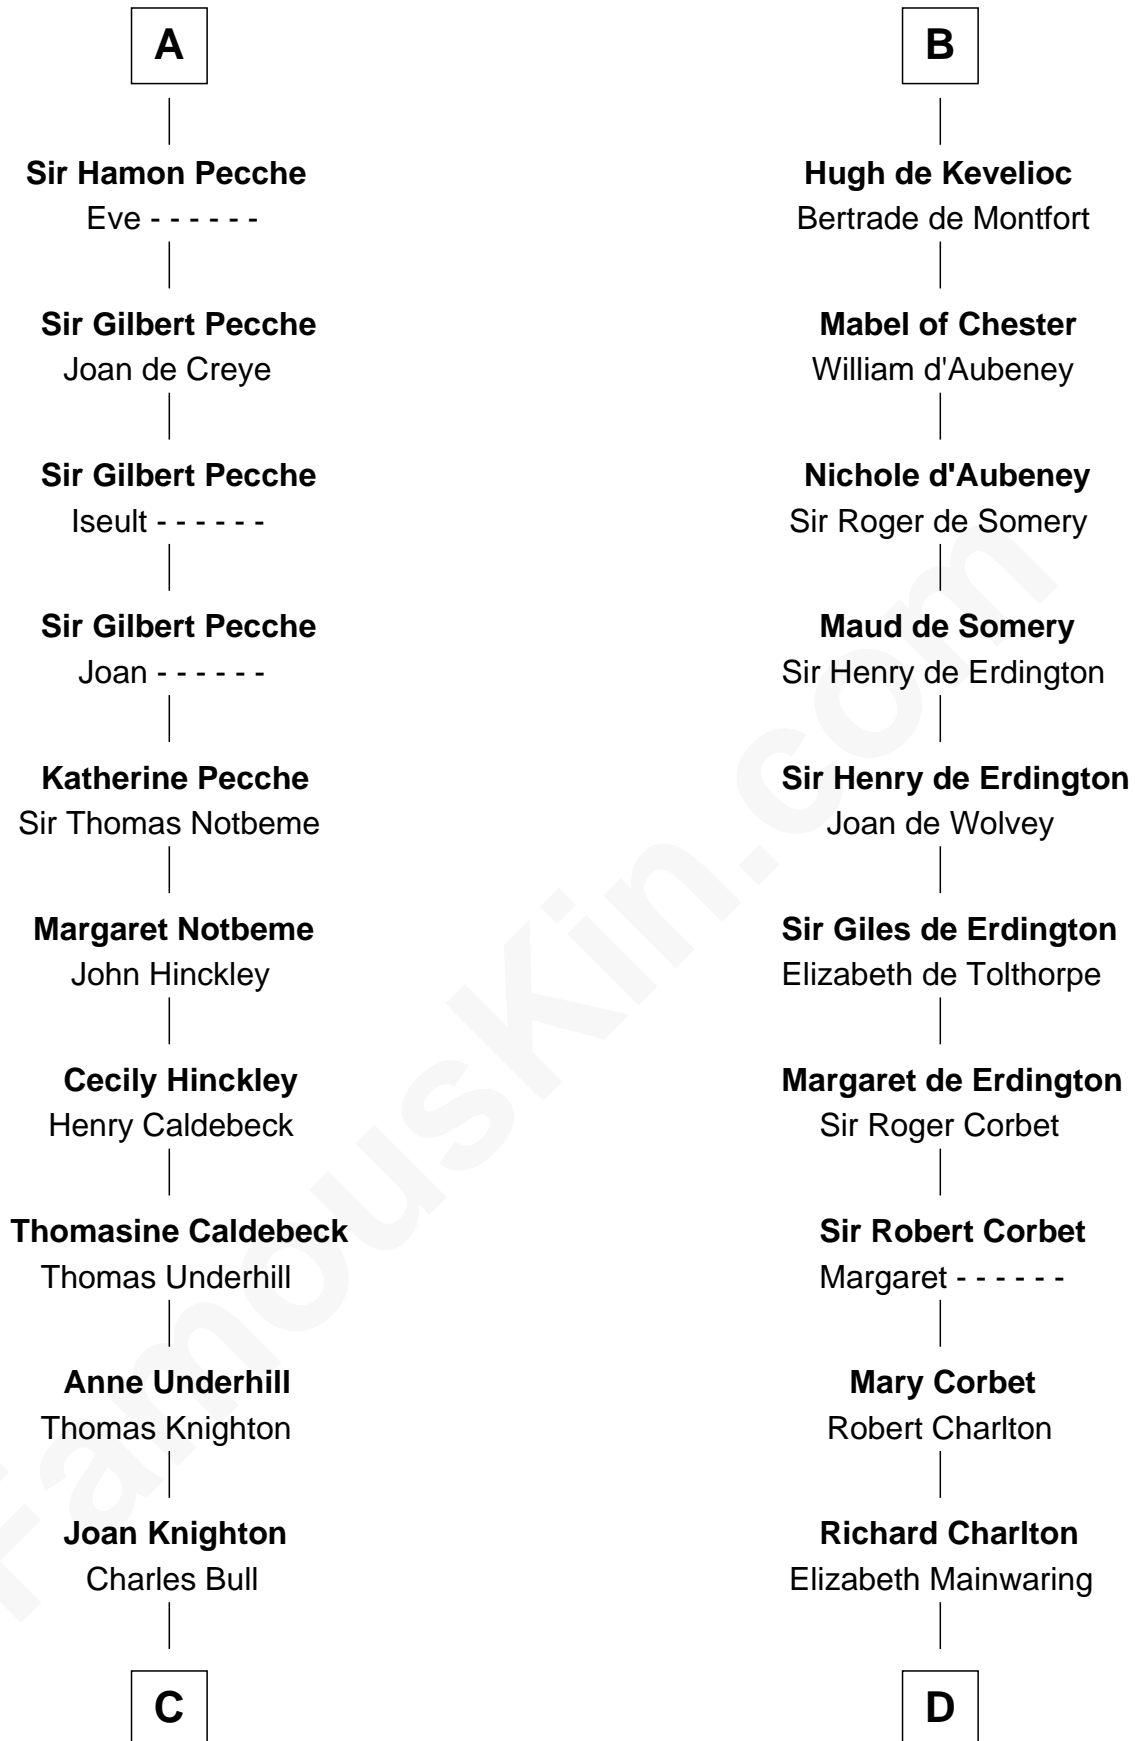 A
Sir Hamon Pecche
Eve - - - - - -
Sir Gilbert Pecche
Joan de Creye
Sir Gilbert Pecche
Iseult - - - - - -
Sir Gilbert Pecche
Joan - - - - - -
Katherine Pecche
Sir Thomas Notbeme
Margaret Notbeme
John Hinckley
Cecily Hinckley
Henry Caldebeck
Thomasine Caldebeck
Thomas Underhill
Anne Underhill
Thomas Knighton
Joan Knighton
Charles Bull
C
B
Hugh de Kevelioc
Bertrade de Montfort
Mabel of Chester
William d'Aubeney
Nichole d'Aubeney
Sir Roger de Somery
Maud de Somery
Sir Henry de Erdington
Sir Henry de Erdington
Joan de Wolvey
Sir Giles de Erdington
Elizabeth de Tolthorpe
Margaret de Erdington
Sir Roger Corbet
Sir Robert Corbet
Margaret - - - - - -
Mary Corbet
Robert Charlton
Richard Charlton
Elizabeth Mainwaring
D
FamousKin.com